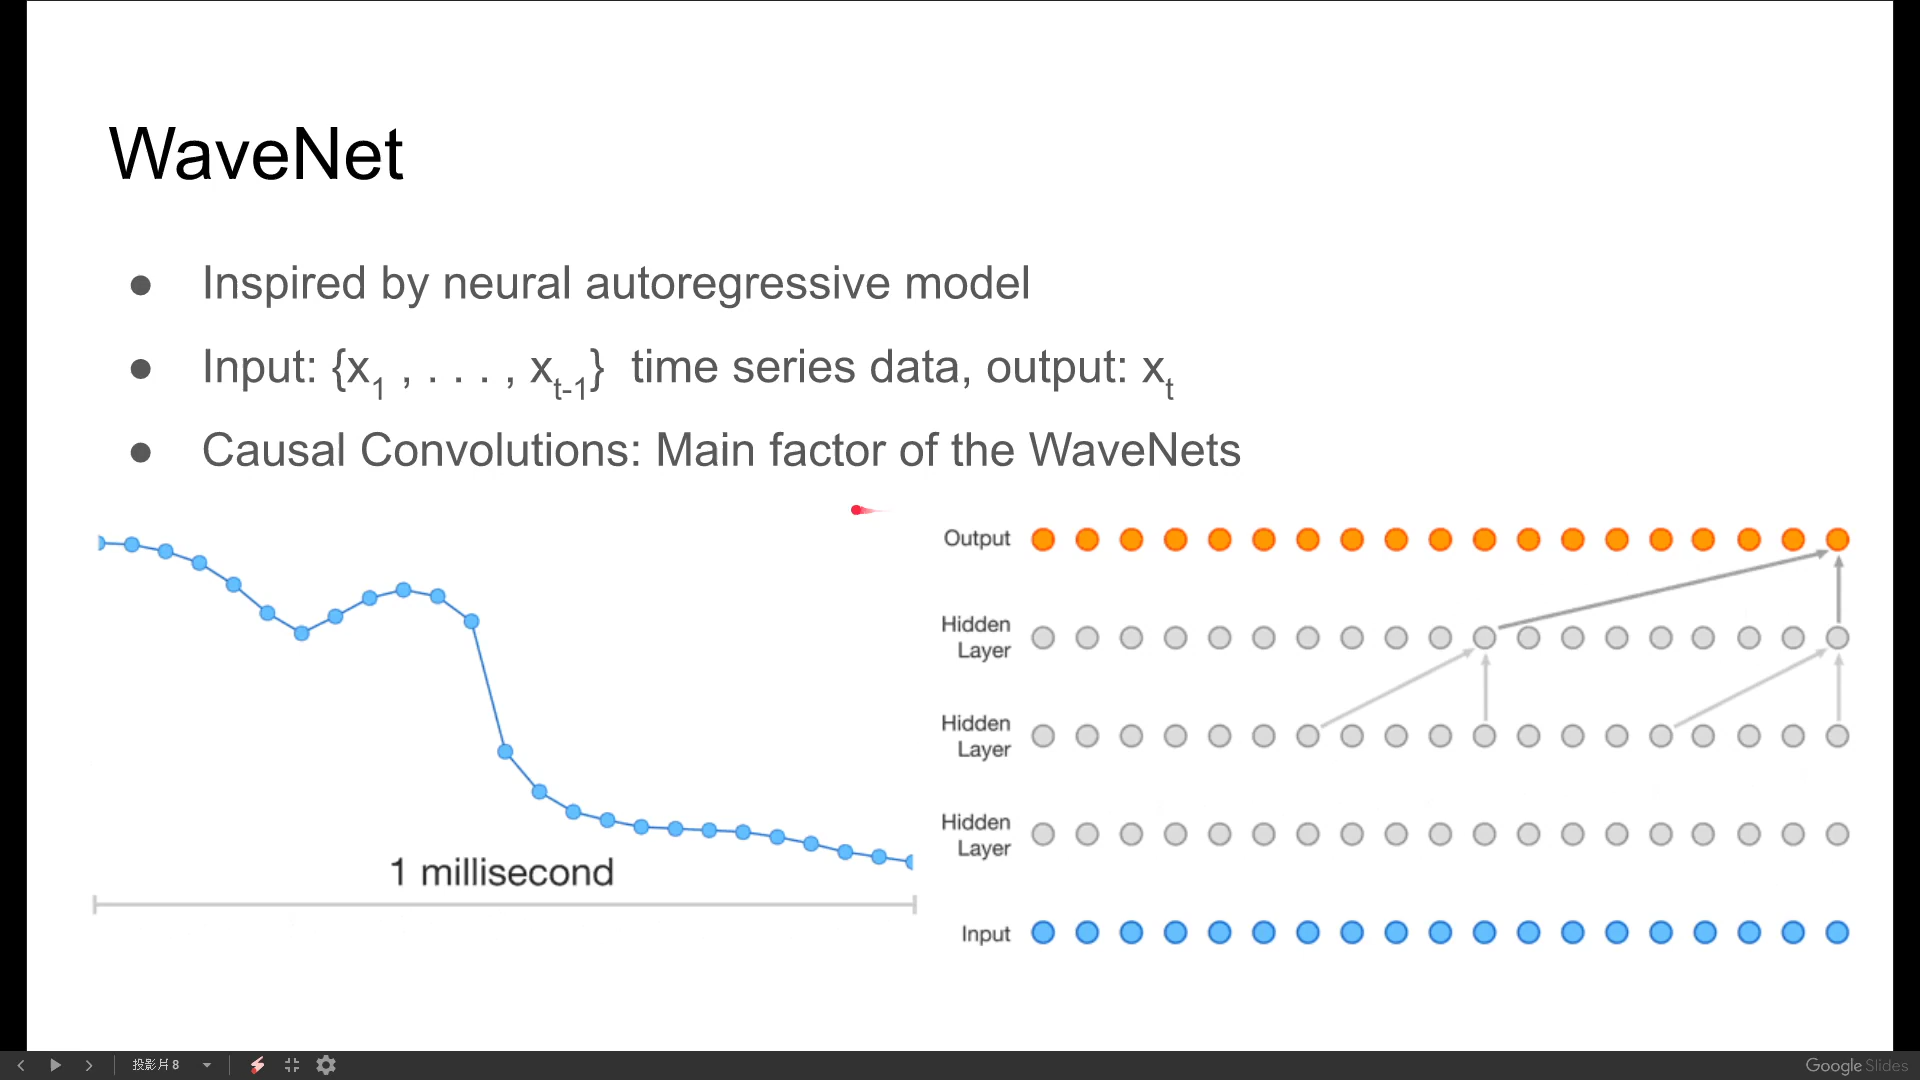 WaveNet
● Inspired by neural autoregressive model
● Input: {x1 , . . . , xt-1} time series data, output: xt
● Causal Convolutions: Main factor of the WaveNets
1 millisecond
Output
Hidden
Layer
Hidden
Layer
Hidden
Layer
Input
投影片 8
Google Slides